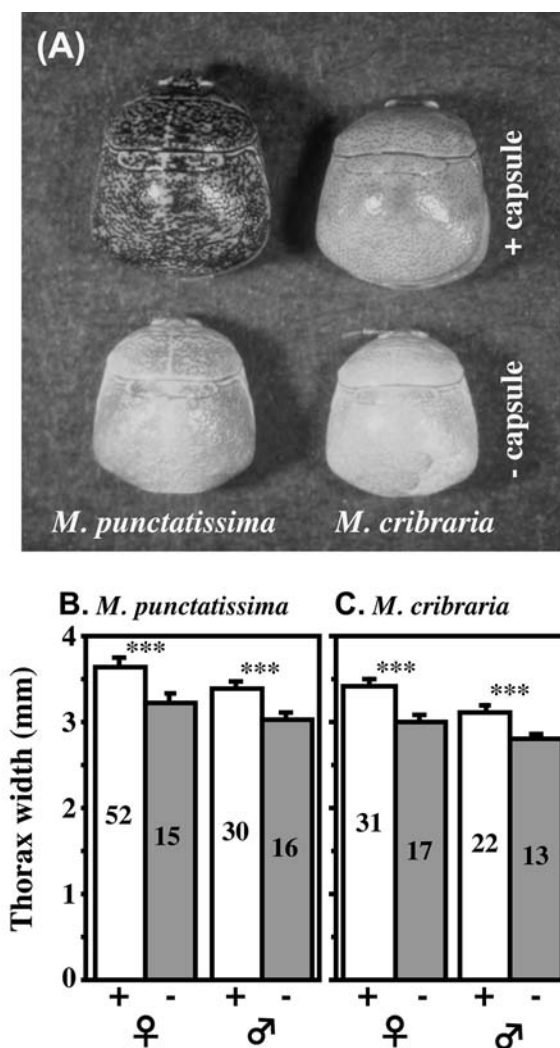 (A)
+ capsule
- capsule
M. punctatissima M. cribraria
B. M. punctatissima C. M. cribraria
Thorax width (mm)
4
3
2
1
0
*** *** *** ***
52 15 30 16 31 17 22 13
+ - + - + - + -
♀ ♂ ♀ ♂